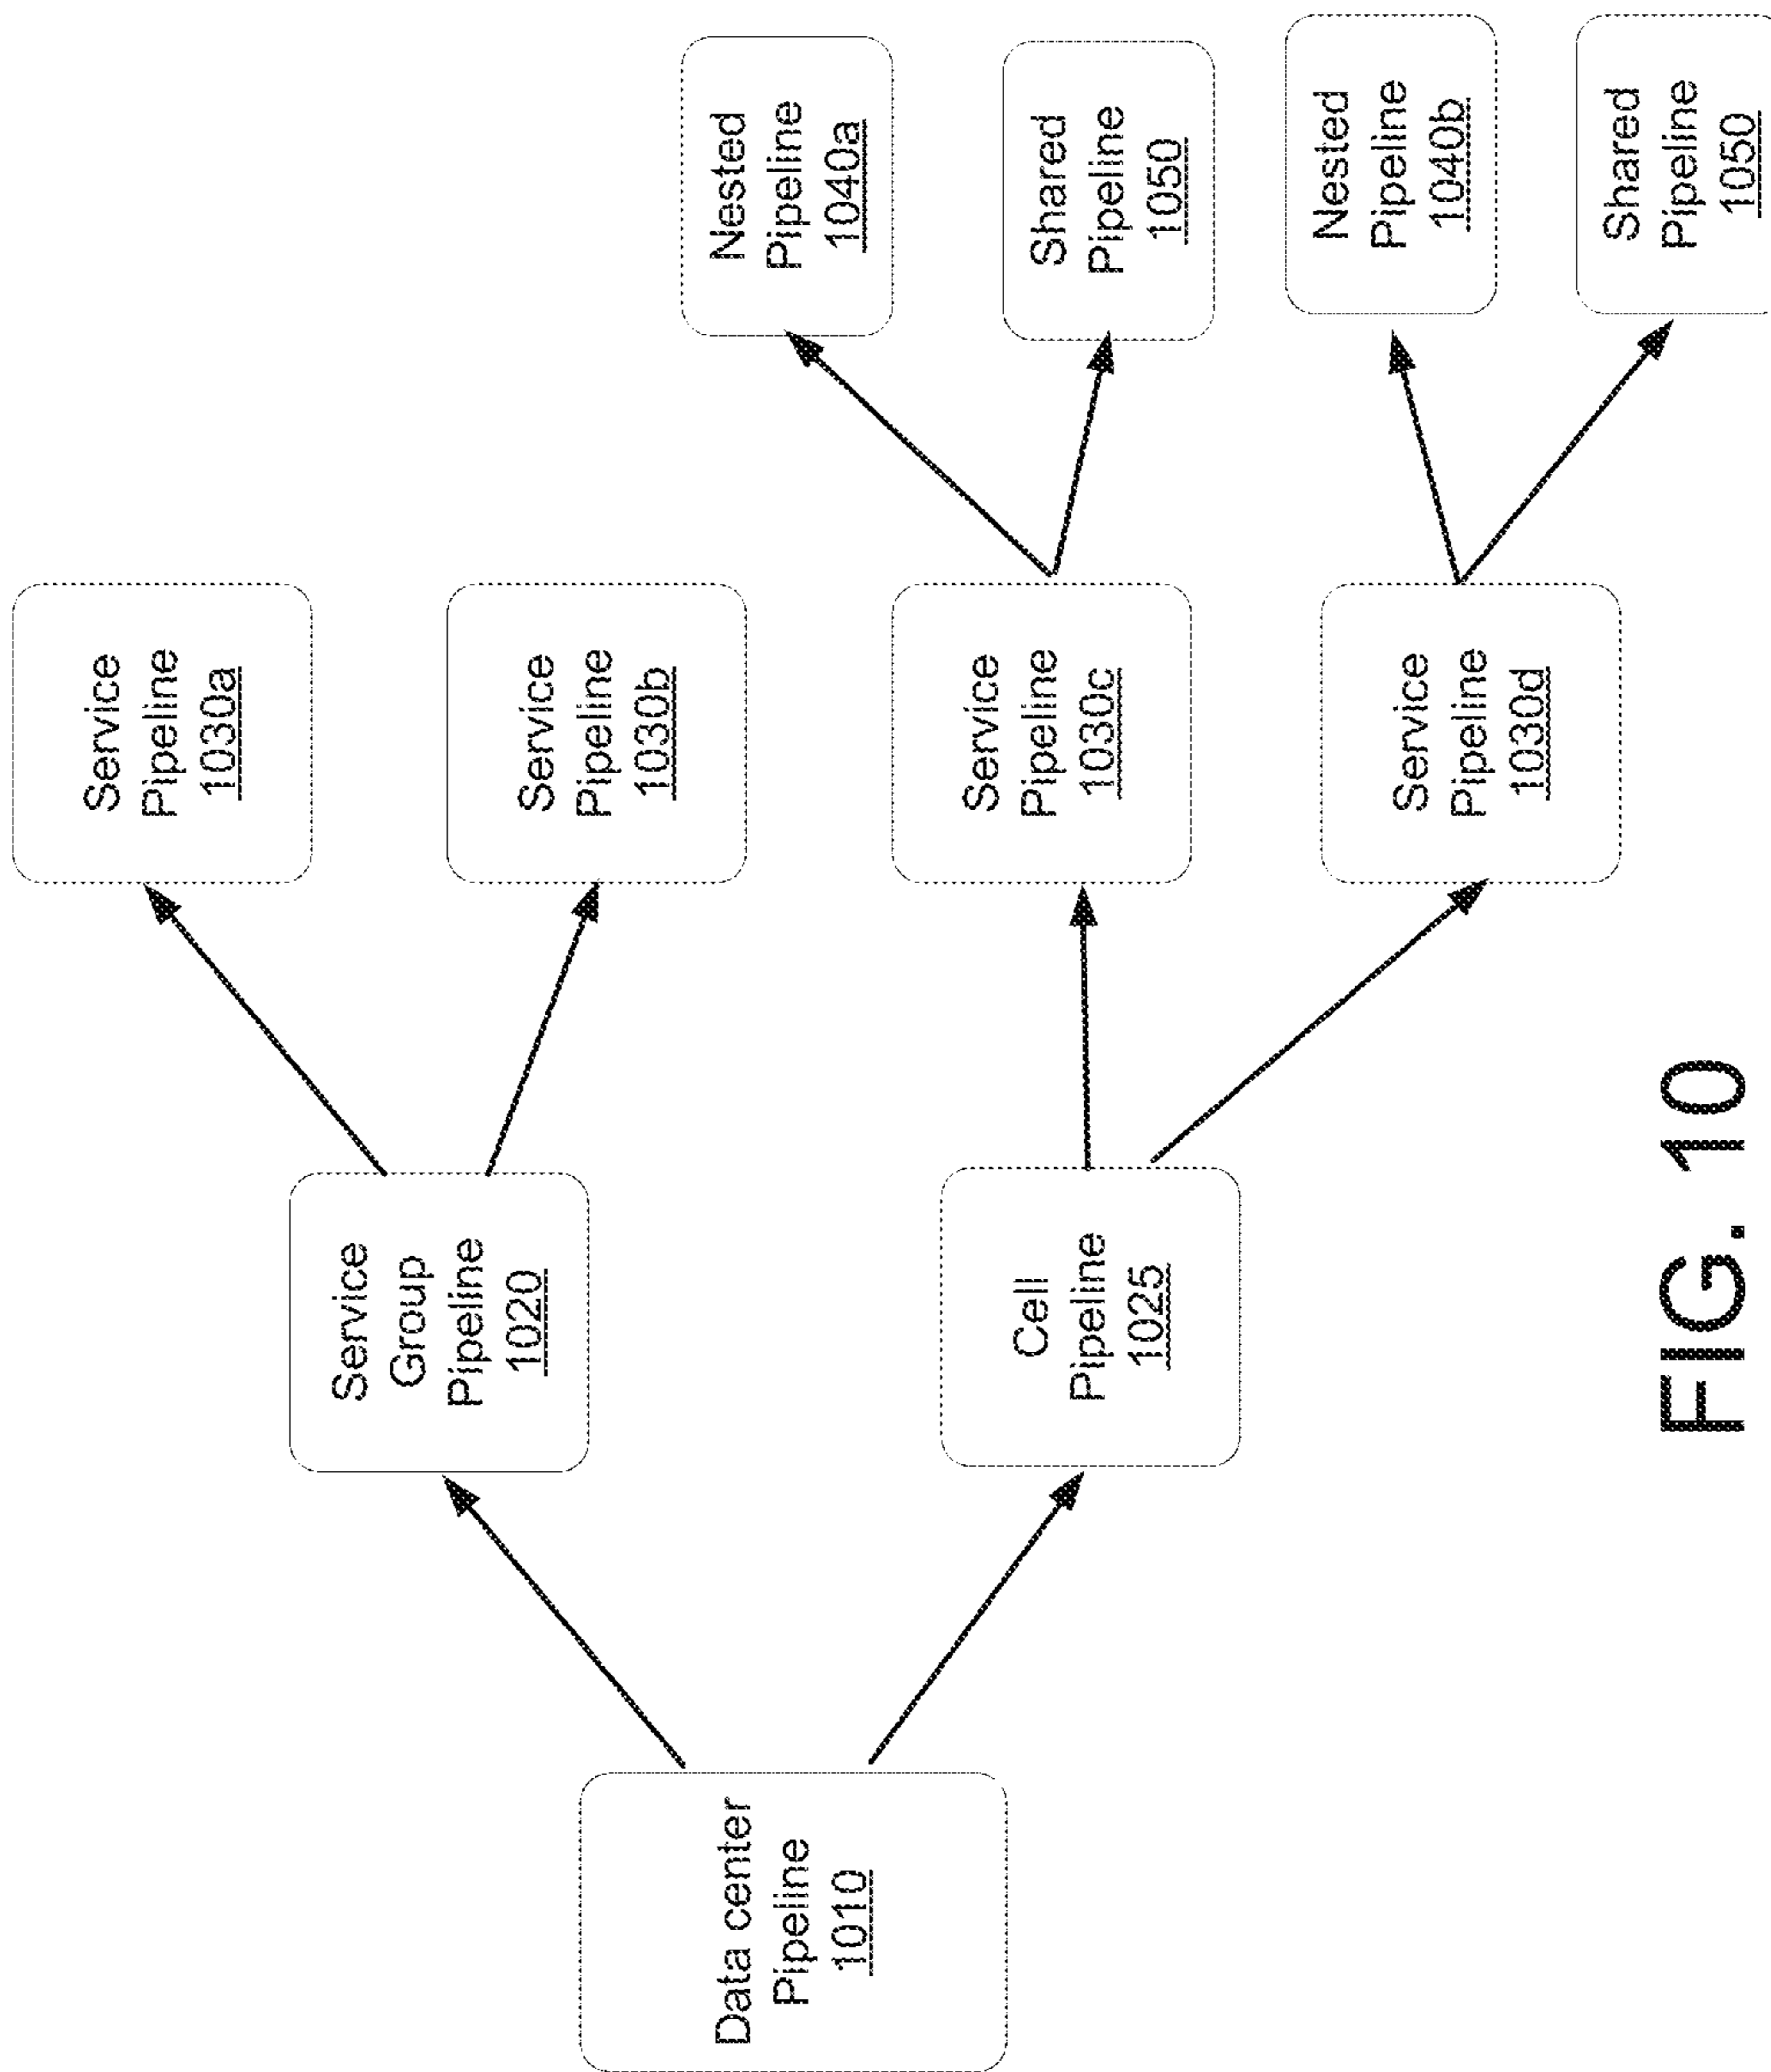 Data center
Pipeline
1010
Service
Group
Pipeline
1020
Cell
Pipeline
1025
Service
Pipeline
1030a
Service
Pipeline
1030b
Service
Pipeline
1030c
Service
Pipeline
1030d
Nested
Pipeline
1040a
Shared
Pipeline
1050
Nested
Pipeline
1040b
Shared
Pipeline
1050
FIG. 10